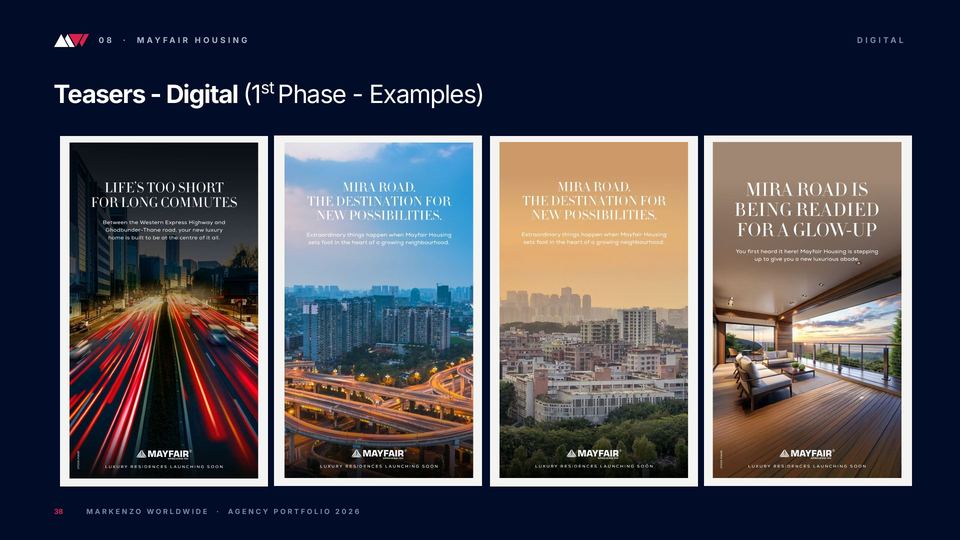 08 · MAYFAIR HOUSING
DIGITAL
Teasers - Digital (1st Phase - Examples)
LIFE'S TOO SHORT
FOR LONG COMMUTES
Between the Western Express Highway and
Ghodbunder-Thane road, your new luxury
home is built to be at the centre of it all.
MAYFAIR
LUXURY RESIDENCES LAUNCHING SOON
MIRA ROAD,
THE DESTINATION FOR
NEW POSSIBILITIES.
Extraordinary things happen when Mayfair Housing
sets foot in the heart of a growing neighbourhood.
MAYFAIR
LUXURY RESIDENCES LAUNCHING SOON
MIRA ROAD,
THE DESTINATION FOR
NEW POSSIBILITIES.
Extraordinary things happen when Mayfair Housing
sets foot in the heart of a growing neighbourhood.
MAYFAIR
LUXURY RESIDENCES LAUNCHING SOON
MIRA ROAD IS
BEING READIED
FOR A GLOW-UP
You first heard it here! Mayfair Housing is stepping
up to give you a new luxurious abode.
MAYFAIR
LUXURY RESIDENCES LAUNCHING SOON
38 MARKENZO WORLDWIDE · AGENCY PORTFOLIO 2026